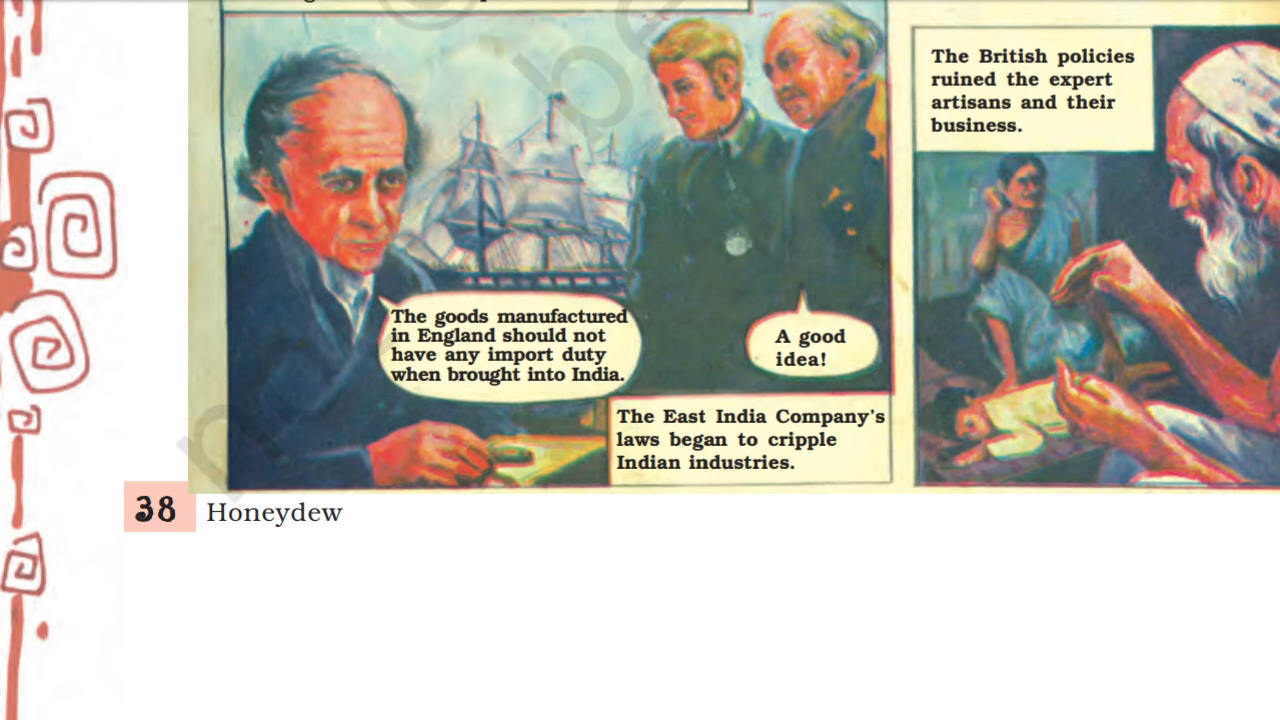 The goods manufactured
in England should not
have any import duty
when brought into India.
A good
idea!
The East India Company's
laws began to cripple
Indian industries.
The British policies
ruined the expert
artisans and their
business.
38 Honeydew